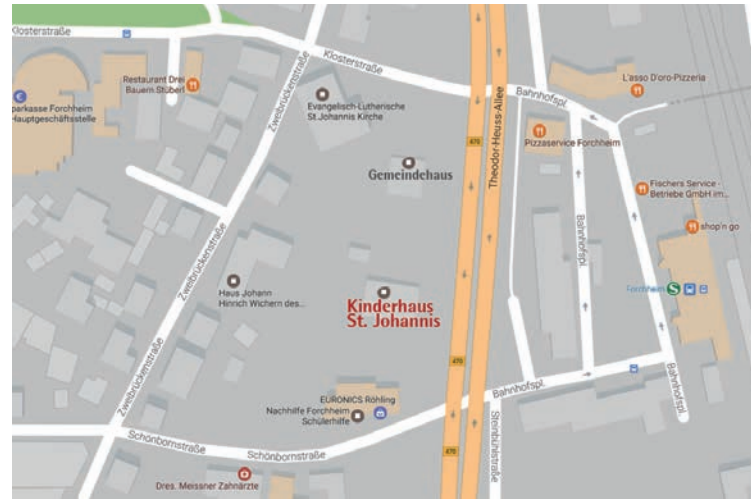 Klosterstraße
Restaurant Drei
Bauern Stüberl
parkasse Forchheim
Hauptgeschäftsstelle
Zweibrückenstraße
Klosterstraße
Evangelisch-Lutherische
St.Johannis Kirche
Gemeindehaus
470
Theodor-Heuss-Allee
Bahnhofspl.
L'asso D'oro-Pizzeria
Pizzaservice Forchheim
Fischers Service -
Betriebe GmbH im...
shop'n go
Bahnhofspl.
Forchheim
S
Zweibrückenstraße
Haus Johann
Hinrich Wichern des...
Kinderhaus
St. Johannis
470
Zweibrückenstraße
EURONICS Röhling
Nachhilfe Forchheim
Schülerhilfe
Bahnhofspl.
Bahnhofspl.
Steinbühlstraße
Schönbornstraße
Schönbornstraße
470
Dres. Meissner Zahnärzte